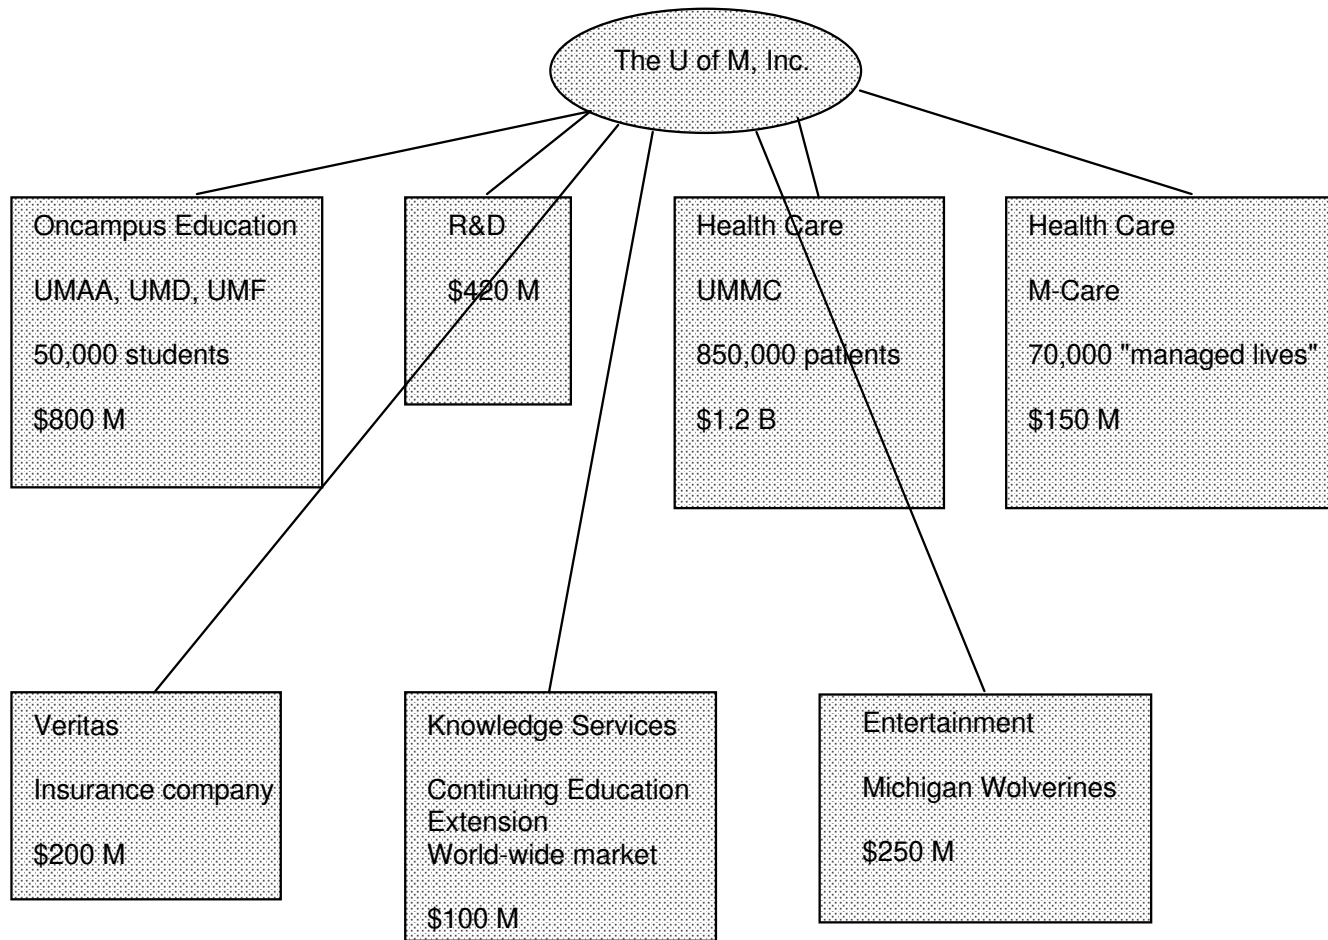 The U of M, Inc.
Oncampus Education
UMAA, UMD, UMF
50,000 students
$800 M
R&D
$420 M
Health Care
UMMC
850,000 patients
$1.2 B
Health Care
M-Care
70,000 "managed lives"
$150 M
Veritas
Insurance company
$200 M
Knowledge Services
Continuing Education
Extension
World-wide market
$100 M
Entertainment
Michigan Wolverines
$250 M